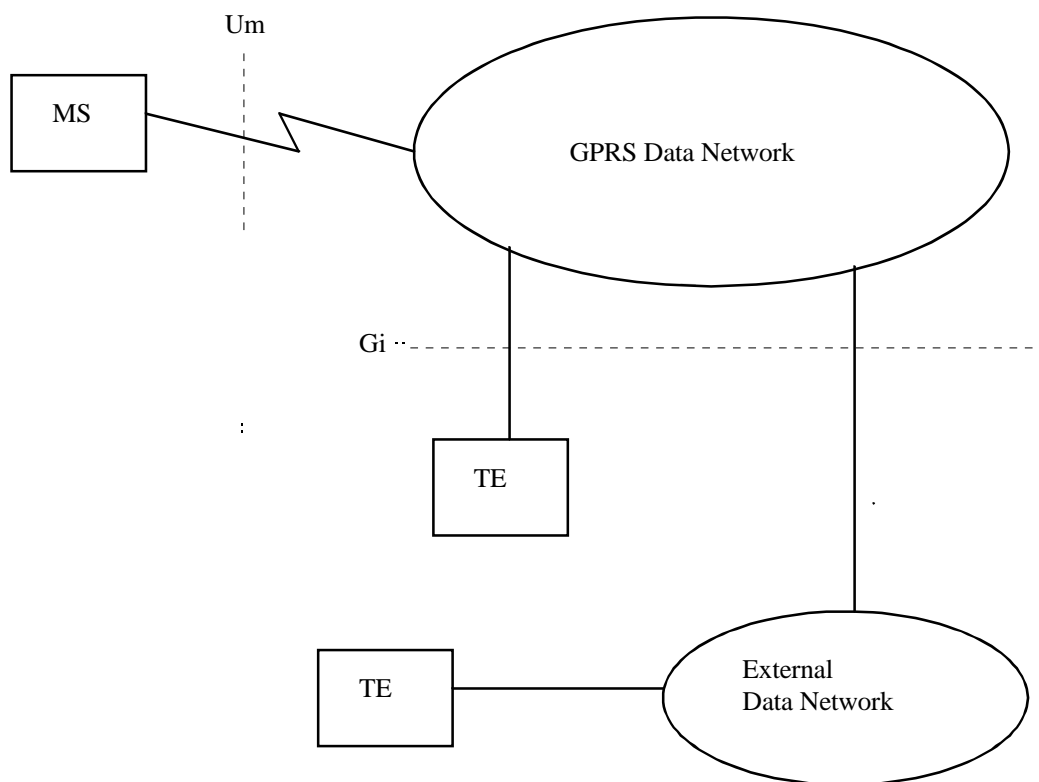 Um
MS
GPRS Data Network
Gi
TE
TE
External
Data Network